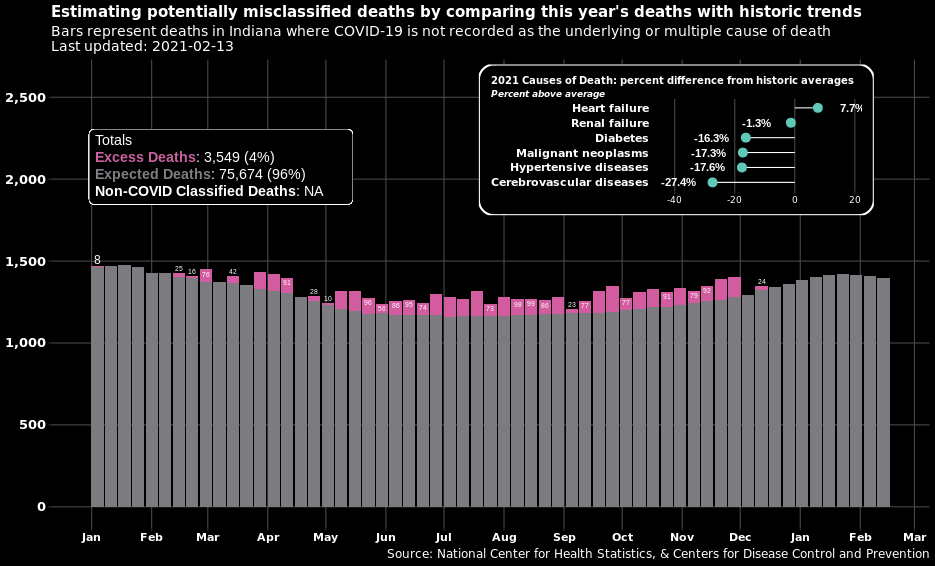 Estimating potentially misclassified deaths by comparing this year's deaths with historic trends
Bars represent deaths in Indiana where COVID-19 is not recorded as the underlying or multiple cause of death
Last updated: 2021-02-13
2021 Causes of Death: percent difference from historic averages
Percent above average
Heart failure 7.7%
Renal failure -1.3%
Diabetes -16.3%
Malignant neoplasms -17.3%
Hypertensive diseases -17.6%
Cerebrovascular diseases -27.4%
-40 -20 0 20
Totals
Excess Deaths: 3,549 (4%)
Expected Deaths: 75,674 (96%)
Non-COVID Classified Deaths: NA
2,500
2,000
1,500
1,000
500
0
8 25 16 76 42 91 28 10 96 56 86 95 74 73 98 99 86 23 77 77 91 79 92 24
Jan Feb Mar Apr May Jun Jul Aug Sep Oct Nov Dec Jan Feb Mar
Source: National Center for Health Statistics, & Centers for Disease Control and Prevention